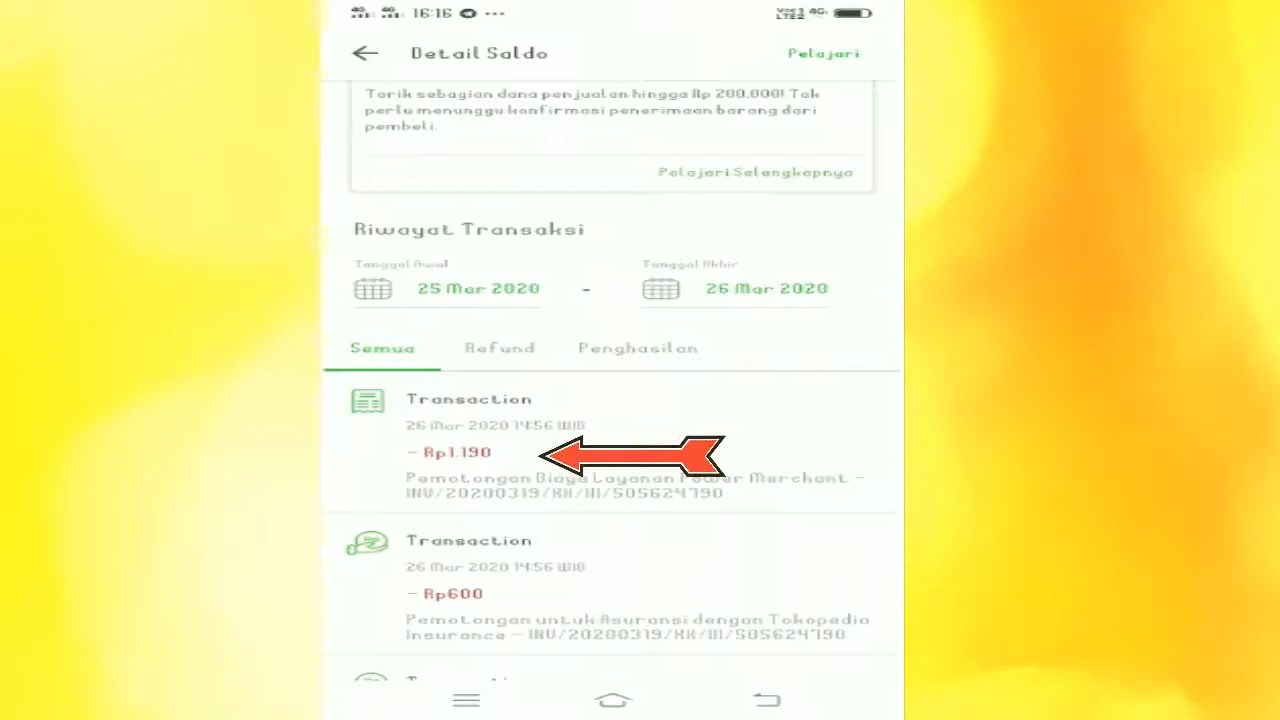 16:16
Detail Saldo
Pelajari
Tarik sebagian dana penjualan hingga Rp 200.000! Tak
perlu menunggu konfirmasi penerimaan barang dari
pembeli.
Pelajari Selengkapnya
Riwayat Transaksi
Tanggal Awal
Tanggal Akhir
25 Mar 2020 - 26 Mar 2020
Semua
Refund
Penghasilan
Transaction
26 Mar 2020 14:56 WIB
- Rp1.190
Pemotongan Biaya Layanan Power Merchant -
INV/20200319/XX/III/505624790
Transaction
26 Mar 2020 14:56 WIB
- Rp600
Pemotongan untuk Asuransi dengan Tokopedia
Insurance - INV/20200319/XX/III/505624790